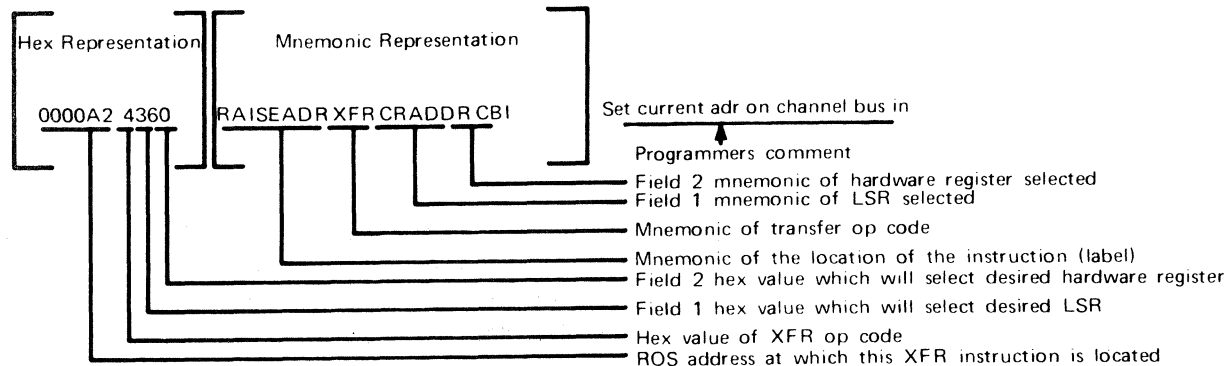 Hex Representation
Mnemonic Representation
0000A2 4360
RAISEADR XFR CRADDR CBI
Set current adr on channel bus in
Programmers comment
Field 2 mnemonic of hardware register selected
Field 1 mnemonic of LSR selected
Mnemonic of transfer op code
Mnemonic of the location of the instruction (label)
Field 2 hex value which will select desired hardware register
Field 1 hex value which will select desired LSR
Hex value of XFR op code
ROS address at which this XFR instruction is located